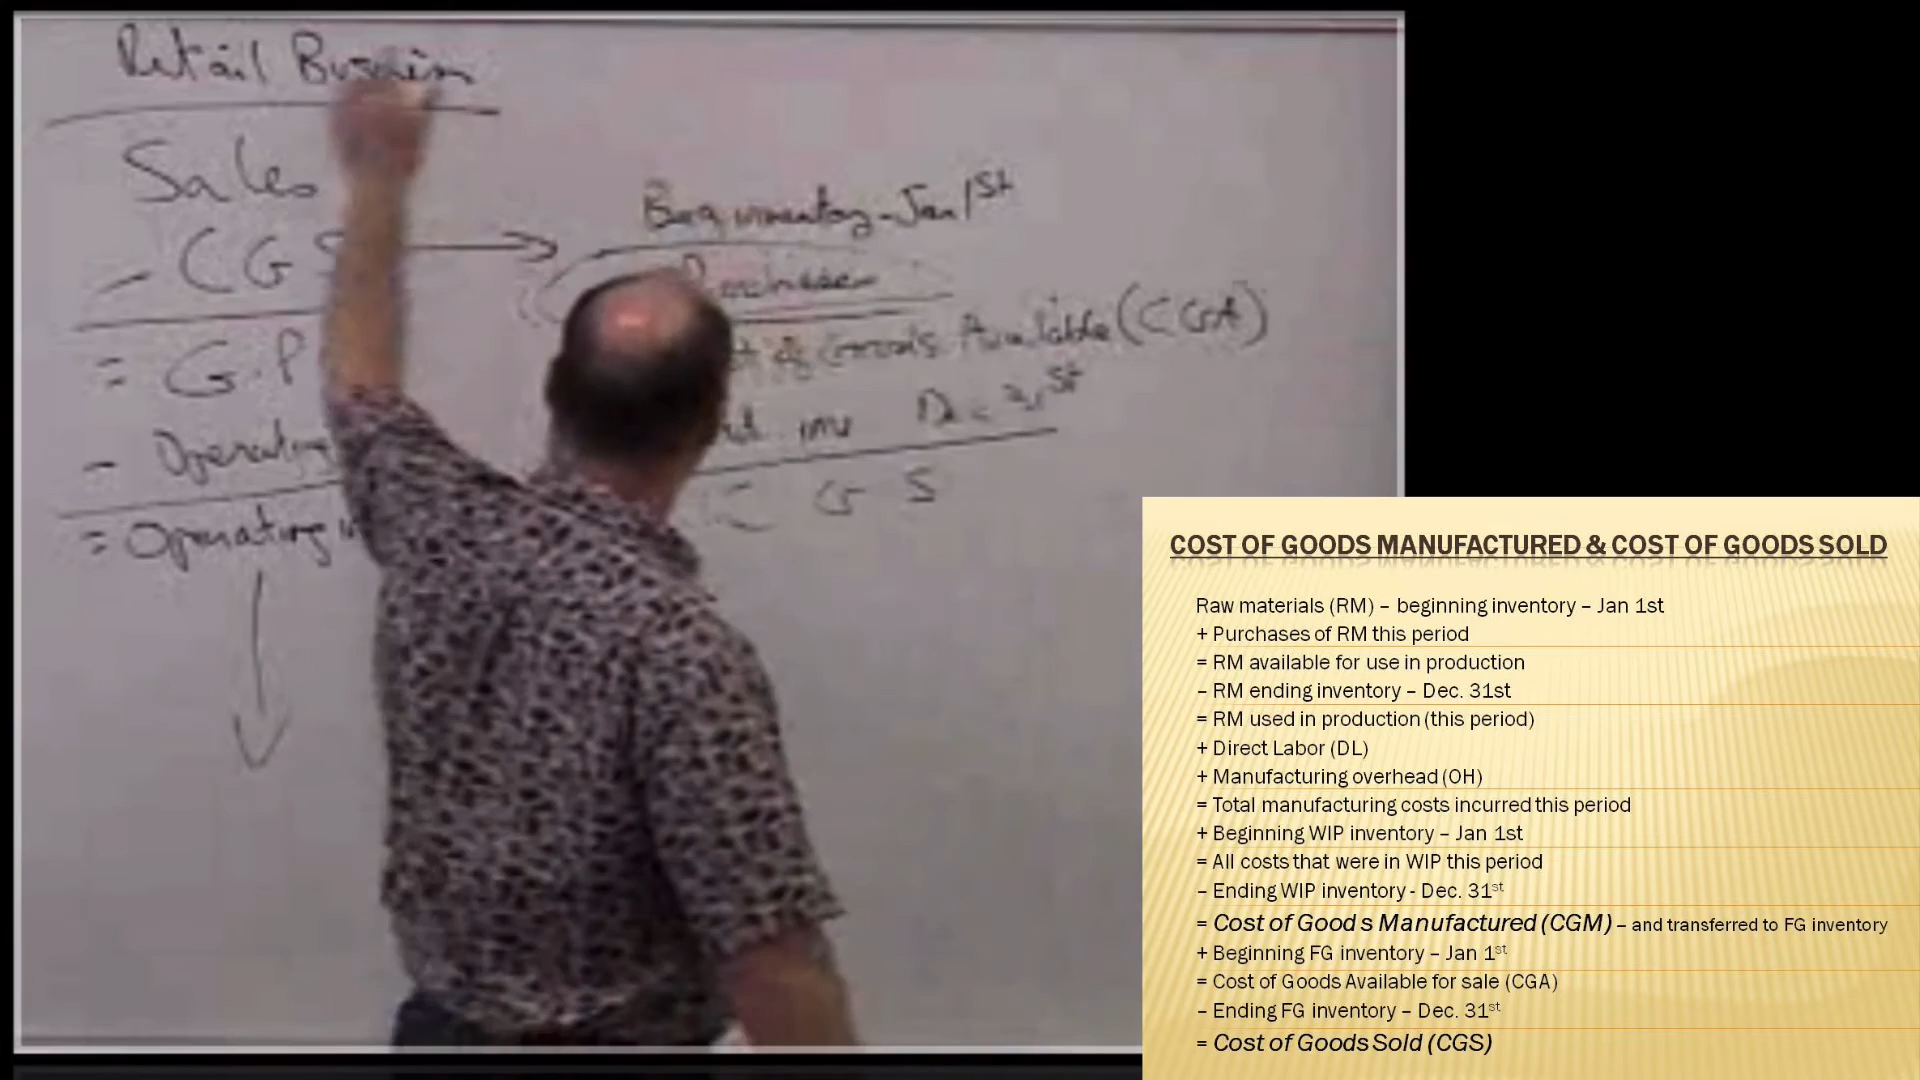 Retail Business
Sales
- CGS
= G.P
- Operating
= Operating in
Beg inventory - Jan 1st
Purchases
of Goods Available (CGA)
inv Dec 31st
C G S
COST OF GOODS MANUFACTURED & COST OF GOODS SOLD
Raw materials (RM) – beginning inventory – Jan 1st
+ Purchases of RM this period
= RM available for use in production
– RM ending inventory – Dec. 31st
= RM used in production (this period)
+ Direct Labor (DL)
+ Manufacturing overhead (OH)
= Total manufacturing costs incurred this period
+ Beginning WIP inventory – Jan 1st
= All costs that were in WIP this period
– Ending WIP inventory - Dec. 31st
= Cost of Good s Manufactured (CGM) – and transferred to FG inventory
+ Beginning FG inventory – Jan 1st
= Cost of Goods Available for sale (CGA)
– Ending FG inventory – Dec. 31st
= Cost of Goods Sold (CGS)